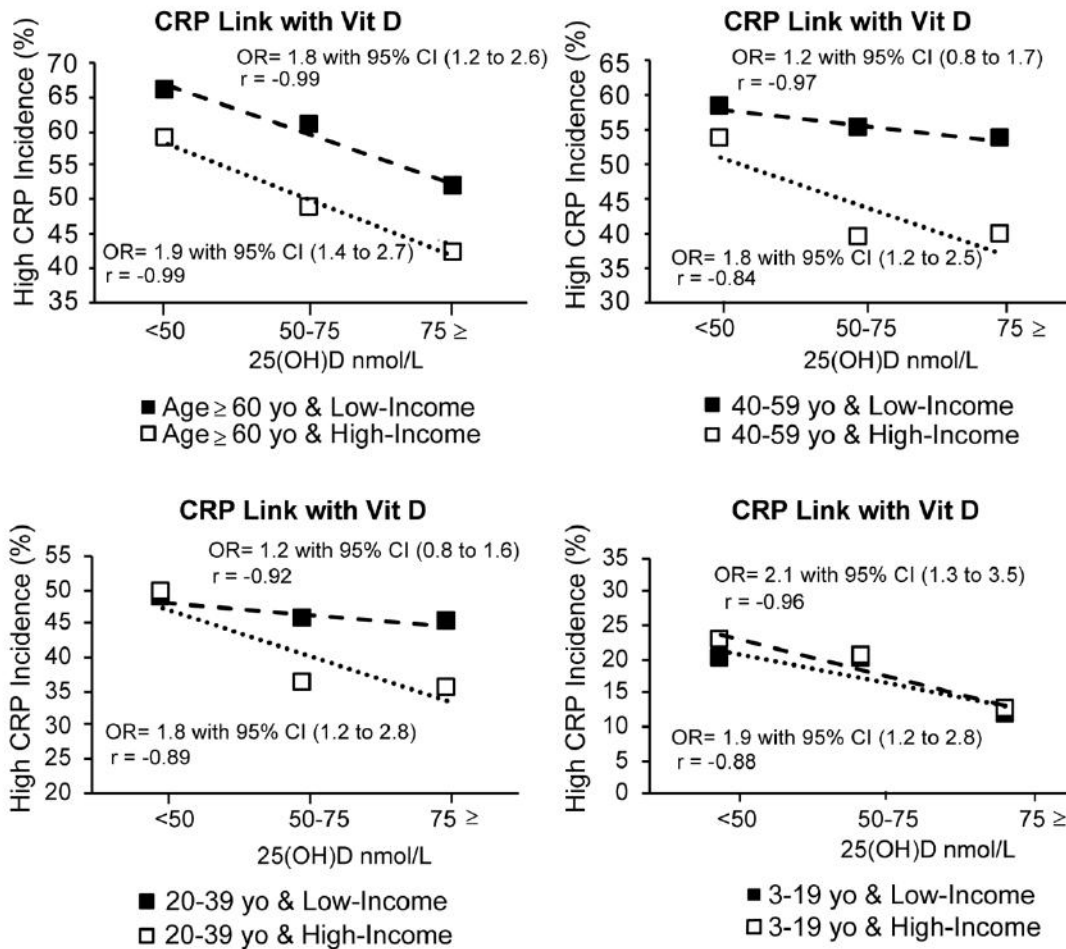 CRP Link with Vit D
OR= 1.8 with 95% CI (1.2 to 2.6)
r = -0.99
High CRP Incidence (%)
70
65
60
55
50
45
40
35
OR= 1.9 with 95% CI (1.4 to 2.7)
r = -0.99
<50
50-75
75 ≥
25(OH)D nmol/L
Age ≥ 60 yo & Low-Income
Age ≥ 60 yo & High-Income
CRP Link with Vit D
OR= 1.2 with 95% CI (0.8 to 1.7)
r = -0.97
High CRP Incidence (%)
65
60
55
50
45
40
35
30
OR= 1.8 with 95% CI (1.2 to 2.5)
r = -0.84
<50
50-75
75 ≥
25(OH)D nmol/L
40-59 yo & Low-Income
40-59 yo & High-Income
CRP Link with Vit D
OR= 1.2 with 95% CI (0.8 to 1.6)
r = -0.92
High CRP Incidence (%)
55
50
45
40
35
30
25
20
OR= 1.8 with 95% CI (1.2 to 2.8)
r = -0.89
<50
50-75
75 ≥
25(OH)D nmol/L
20-39 yo & Low-Income
20-39 yo & High-Income
CRP Link with Vit D
OR= 2.1 with 95% CI (1.3 to 3.5)
r = -0.96
High CRP Incidence (%)
35
30
25
20
15
10
5
0
OR= 1.9 with 95% CI (1.2 to 2.8)
r = -0.88
<50
50-75
75 ≥
25(OH)D nmol/L
3-19 yo & Low-Income
3-19 yo & High-Income